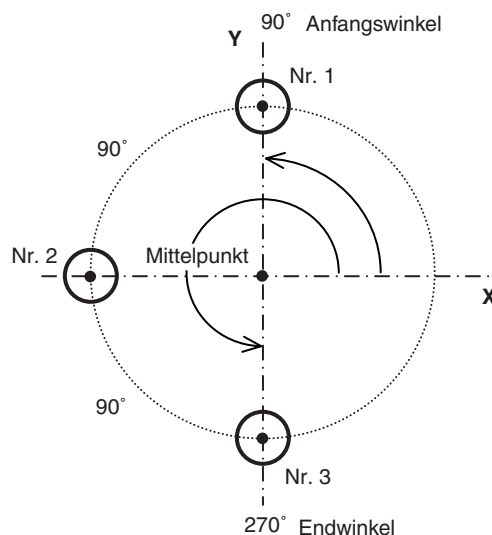 90° Anfangswinkel
Y
Nr. 1
90°
Nr. 2
Mittelpunkt
X
90°
Nr. 3
270° Endwinkel